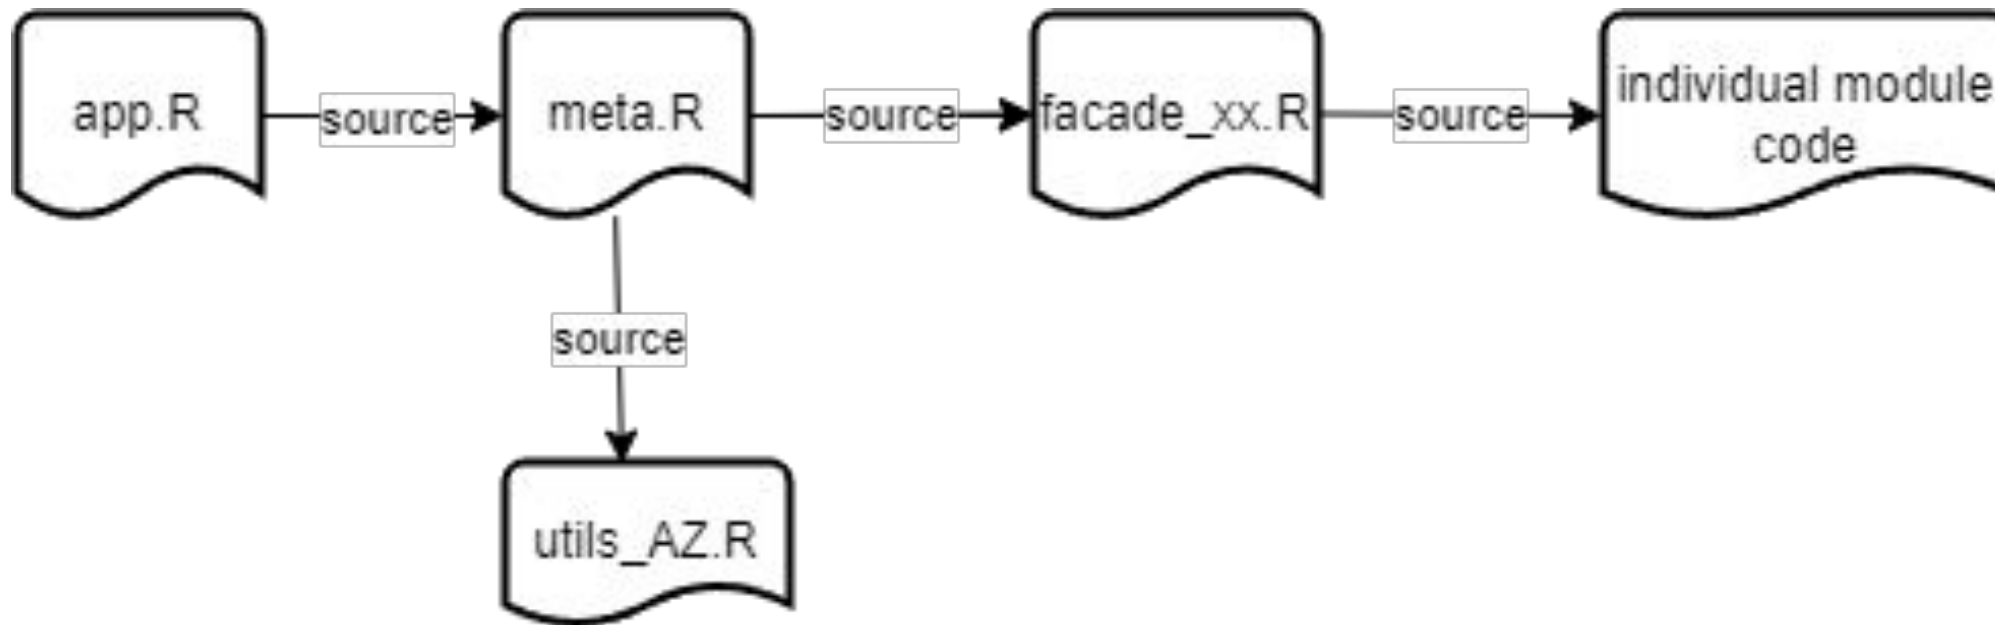 app.R
source
meta.R
source
facade_xx.R
source
individual module
code
source
utils_AZ.R